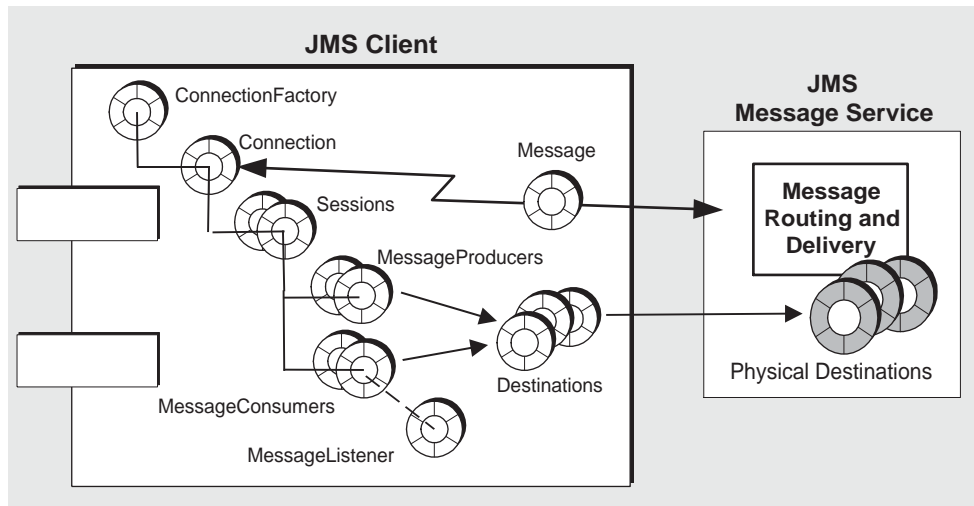 JMS Client
JMS
Message Service
ConnectionFactory
Connection
Message
Sessions
Message
Routing and
Delivery
MessageProducers
Destinations
Physical Destinations
MessageConsumers
MessageListener